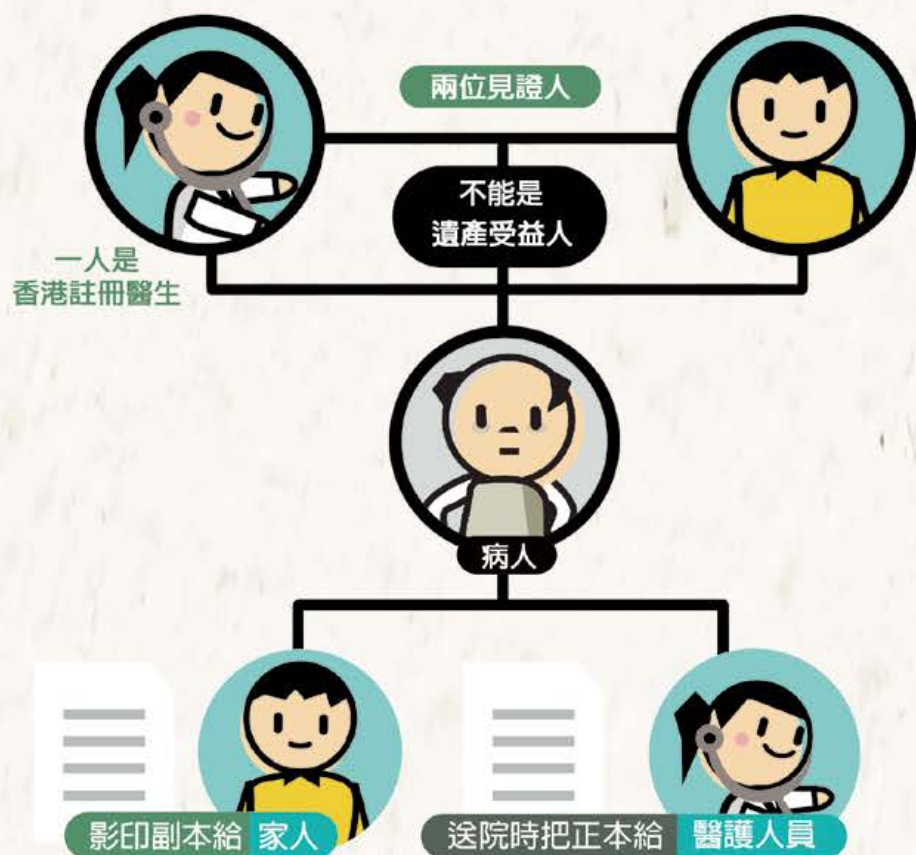 兩位見證人
不能是
遺產受益人
一人是
香港註冊醫生
病人
影印副本給 家人
送院時把正本給 醫護人員